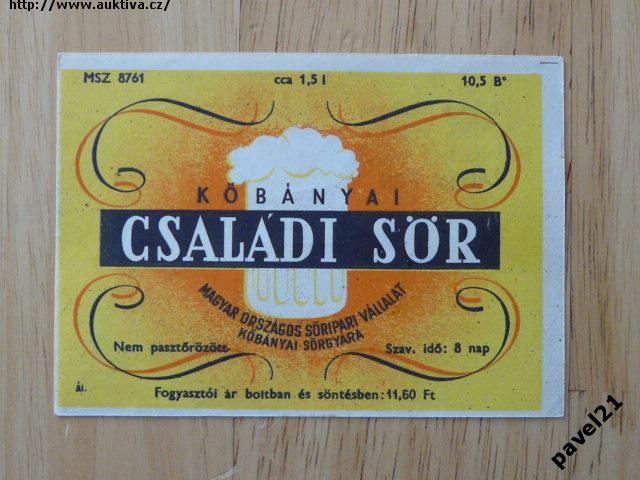 http://www.auktiva.cz/
MSZ 8761 cca 1,5 l 10,5 B°
KŐBÁNYAI
CSALÁDI SÖR
MAGYAR ORSZÁGOS SÖRIPARI VÁLLALAT
KŐBÁNYAI SÖRGYÁRA
Nem pasztőrözött Szav. idő: 8 nap
ÁI.
Fogyasztói ár boltban és söntésben: 11,60 Ft
pavel21